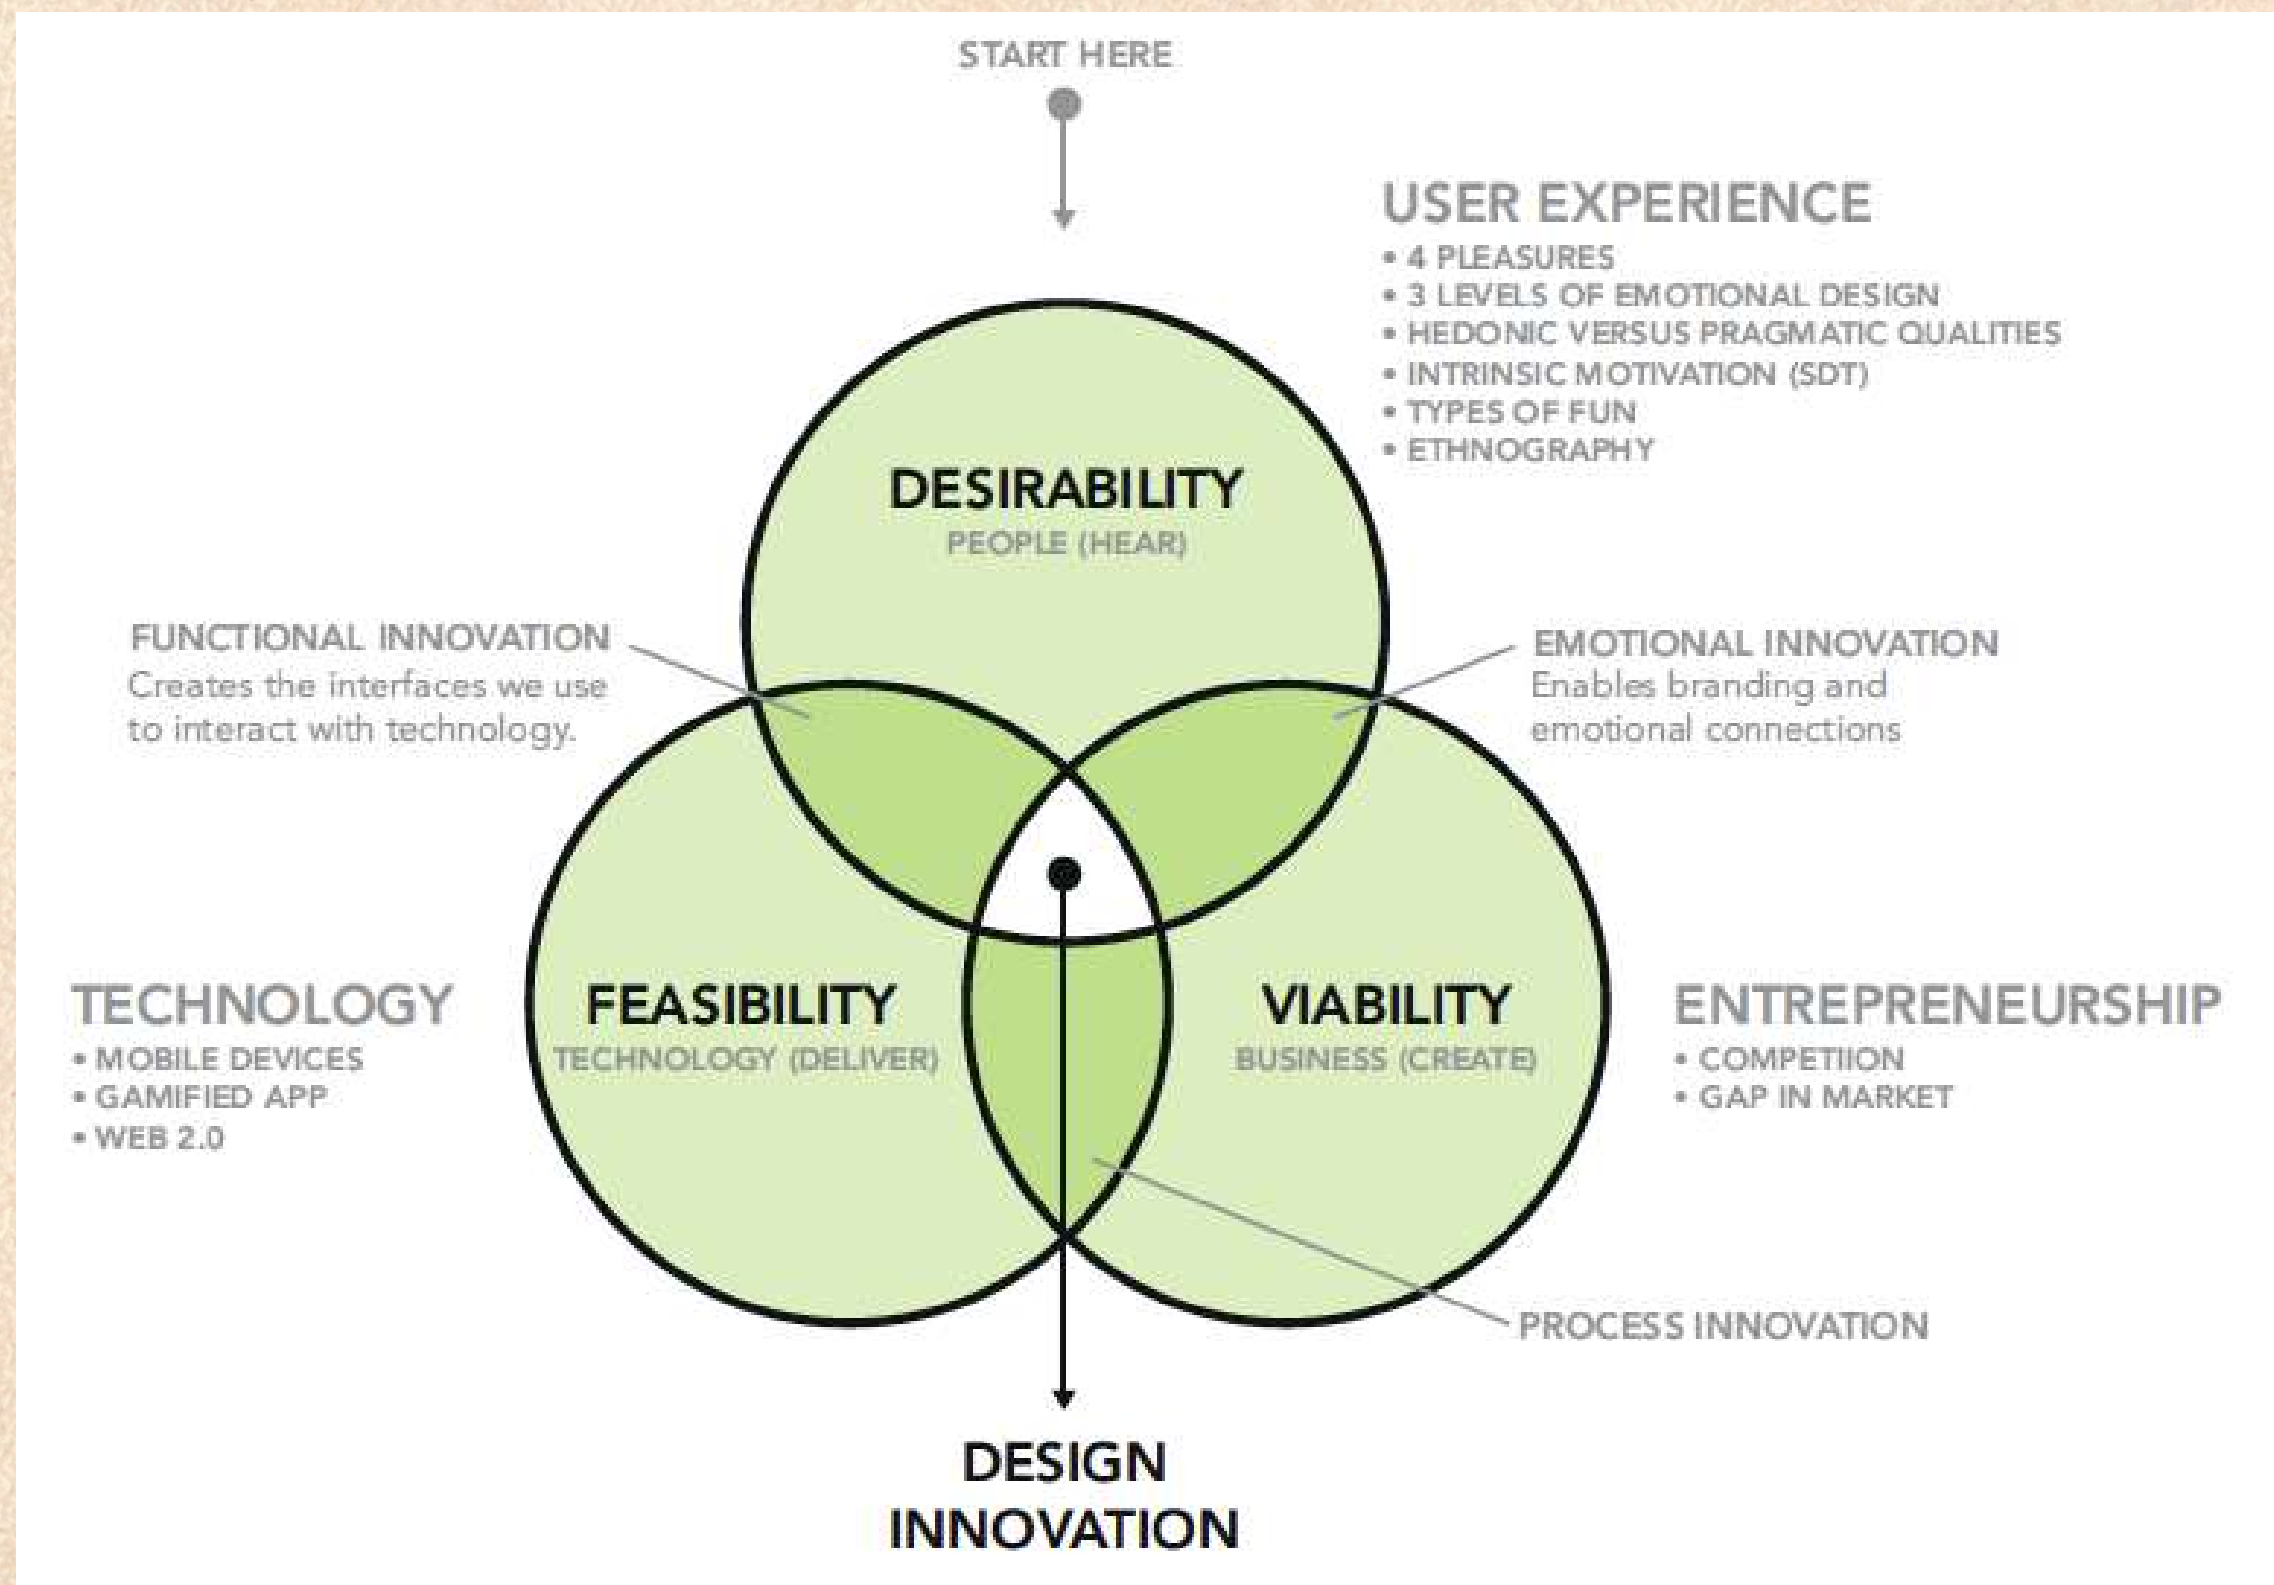 START HERE
USER EXPERIENCE
• 4 PLEASURES
• 3 LEVELS OF EMOTIONAL DESIGN
• HEDONIC VERSUS PRAGMATIC QUALITIES
• INTRINSIC MOTIVATION (SDT)
• TYPES OF FUN
• ETHNOGRAPHY
DESIRABILITY
PEOPLE (HEAR)
FUNCTIONAL INNOVATION
Creates the interfaces we use
to interact with technology.
EMOTIONAL INNOVATION
Enables branding and
emotional connections
TECHNOLOGY
• MOBILE DEVICES
• GAMIFIED APP
• WEB 2.0
FEASIBILITY
TECHNOLOGY (DELIVER)
VIABILITY
BUSINESS (CREATE)
ENTREPRENEURSHIP
• COMPETIION
• GAP IN MARKET
PROCESS INNOVATION
DESIGN
INNOVATION